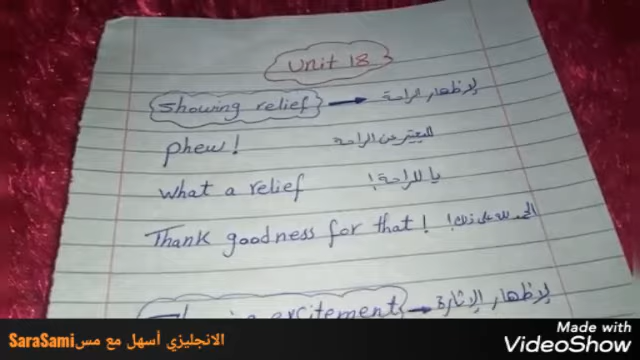 Unit 18
Showing relief → لإظهار الراحة
phew! للتعبير عن الراحة
what a relief يا للراحة!
Thank goodness for that! الحمد لله على ذلك!
excitement → لإظهار الإثارة
الانجليزي أسهل مع مسSaraSami
Made with
VideoShow